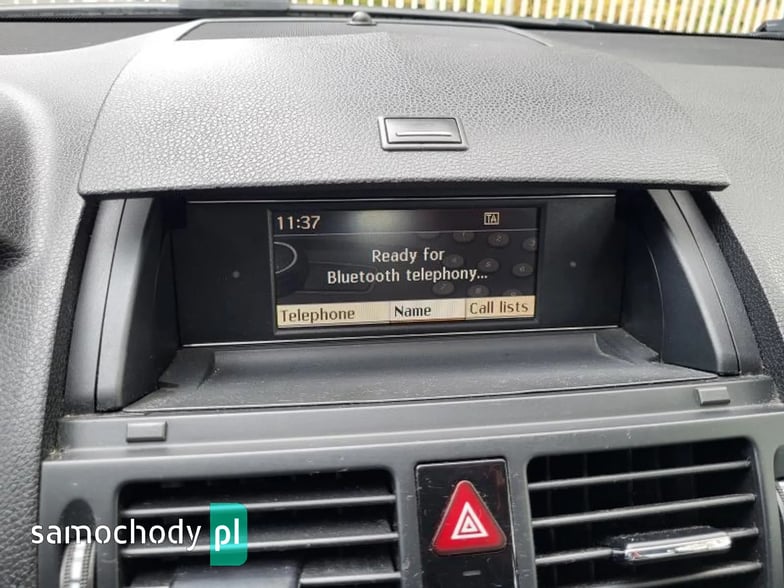 11:37 TA
Ready for
Bluetooth telephony...
Telephone Name Call lists
samochody pl